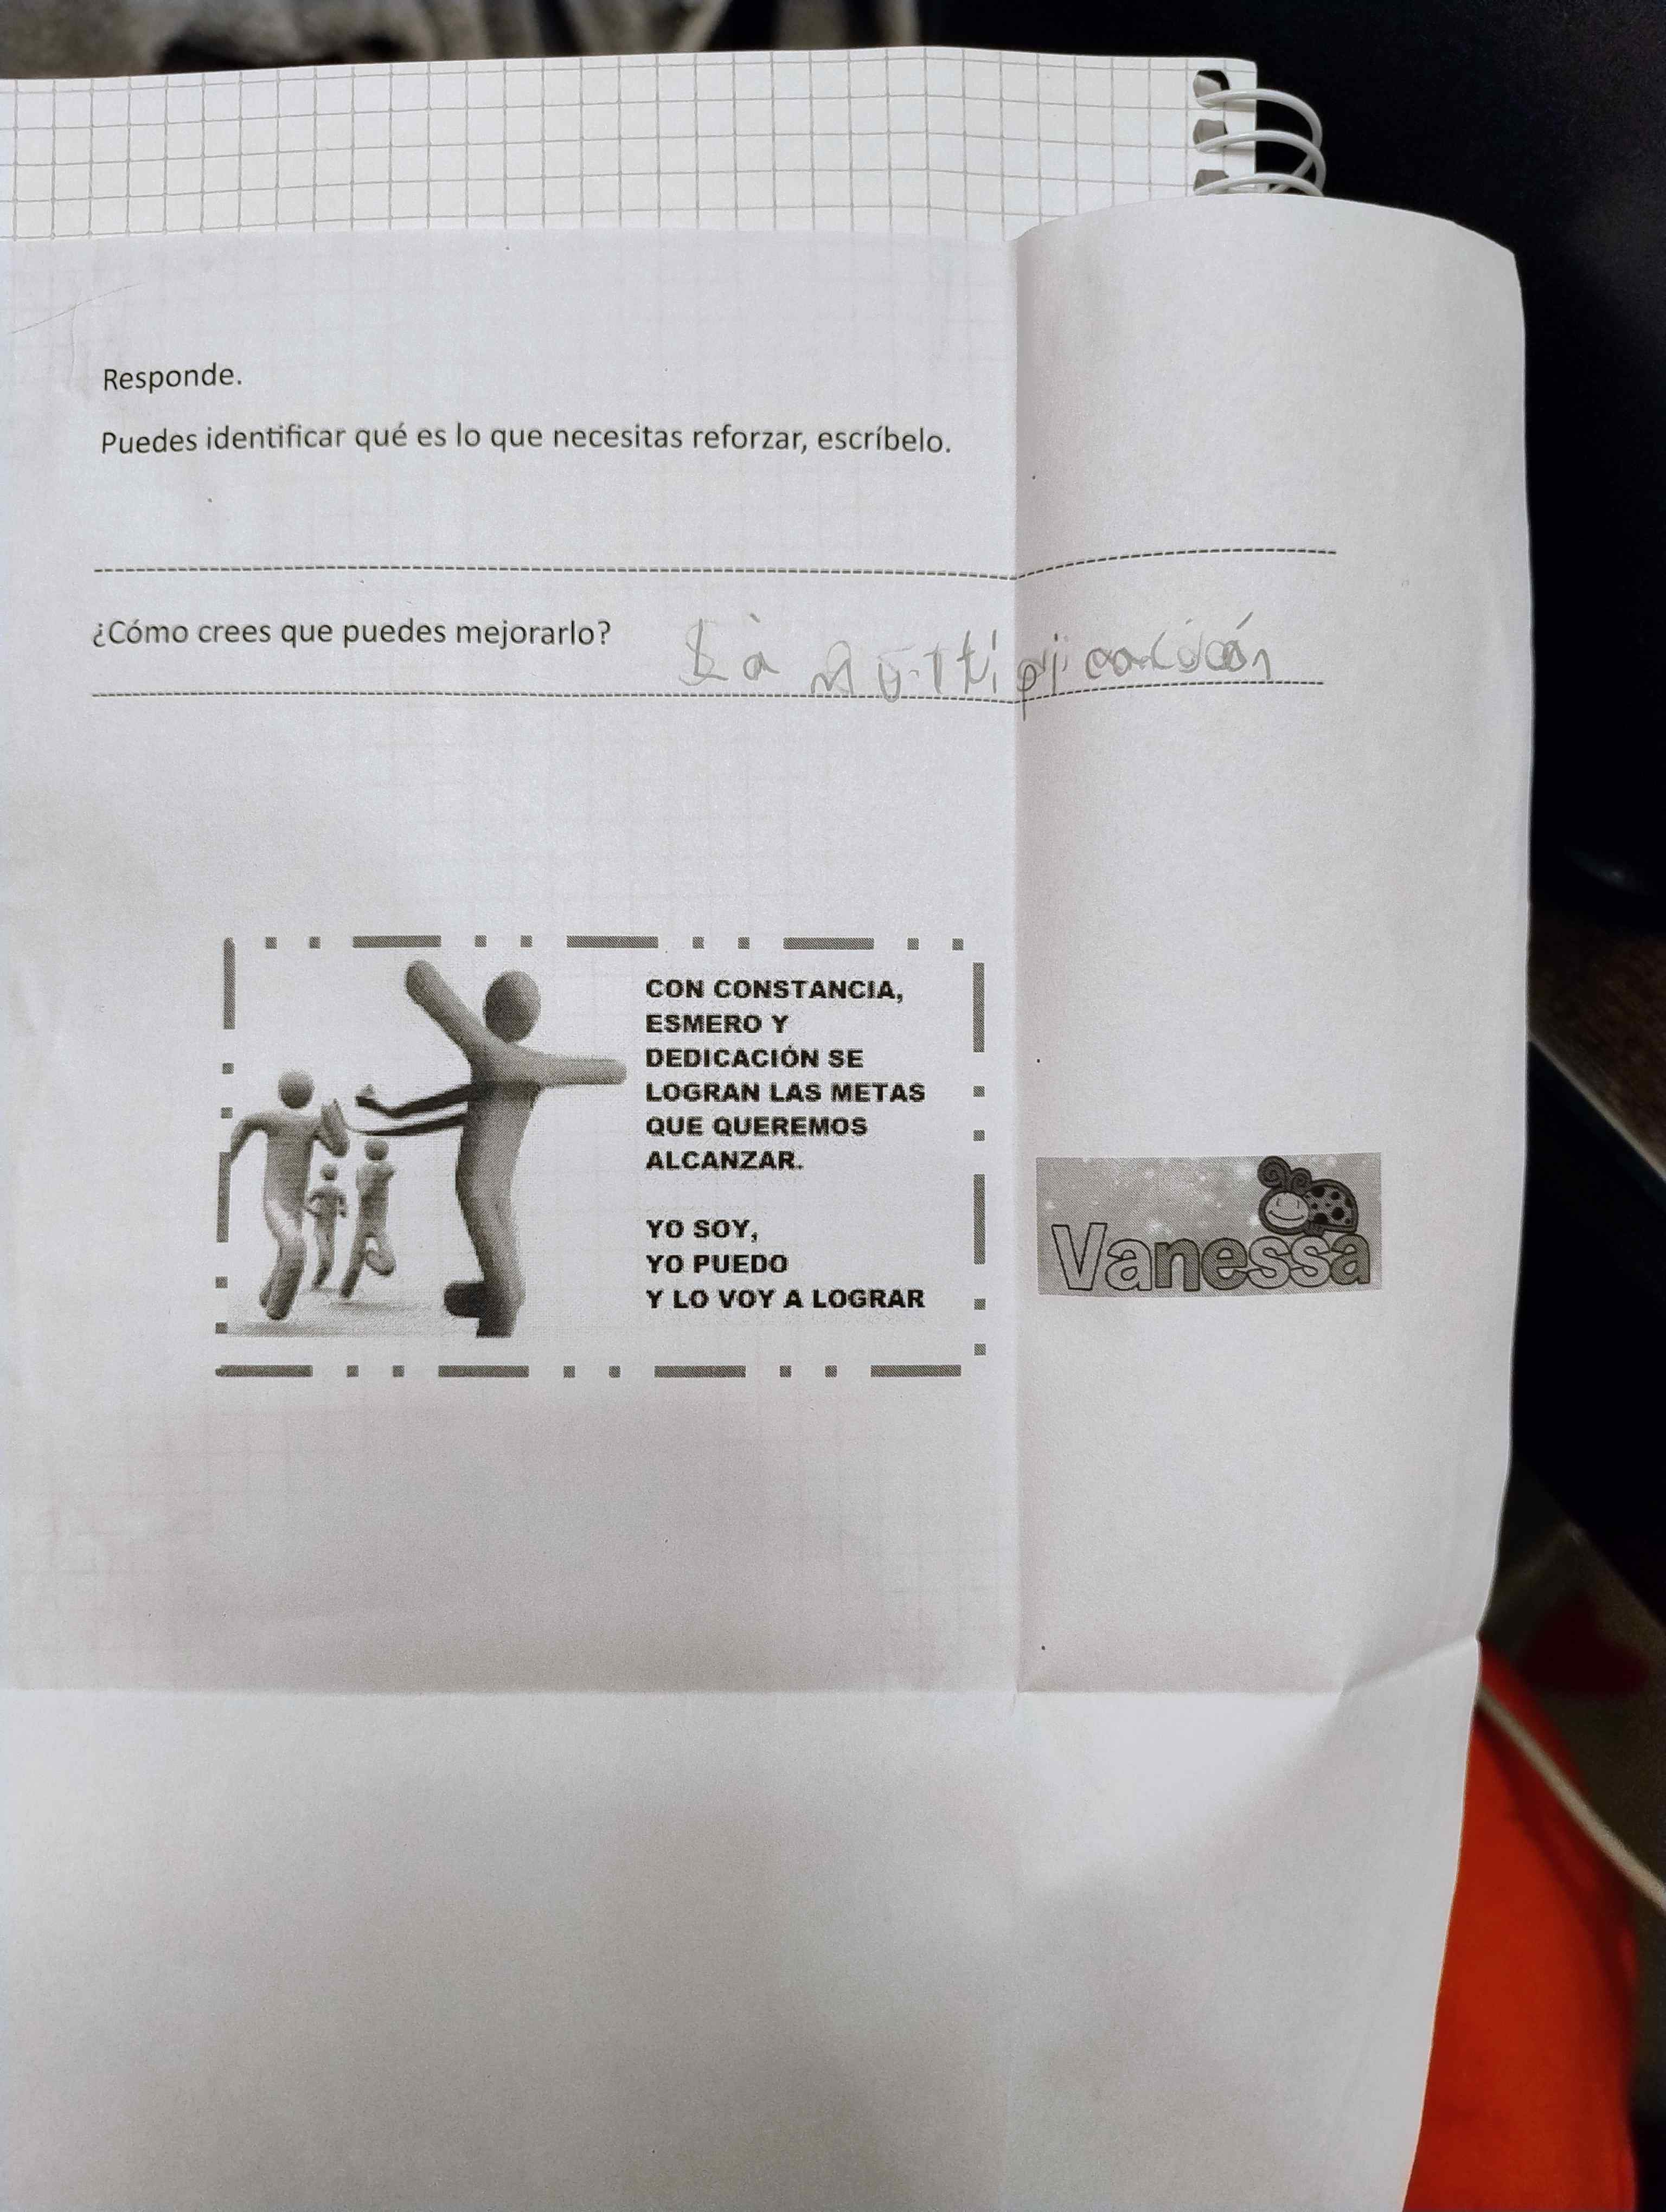 Responde.
Puedes identificar qué es lo que necesitas reforzar, escríbelo.
¿Cómo crees que puedes mejorarlo? La
CON CONSTANCIA,
ESMERO Y
DEDICACIÓN SE
LOGRAN LAS METAS
QUE QUEREMOS
ALCANZAR.
YO SOY,
YO PUEDO
Y LO VOY A LOGRAR
Vanessa